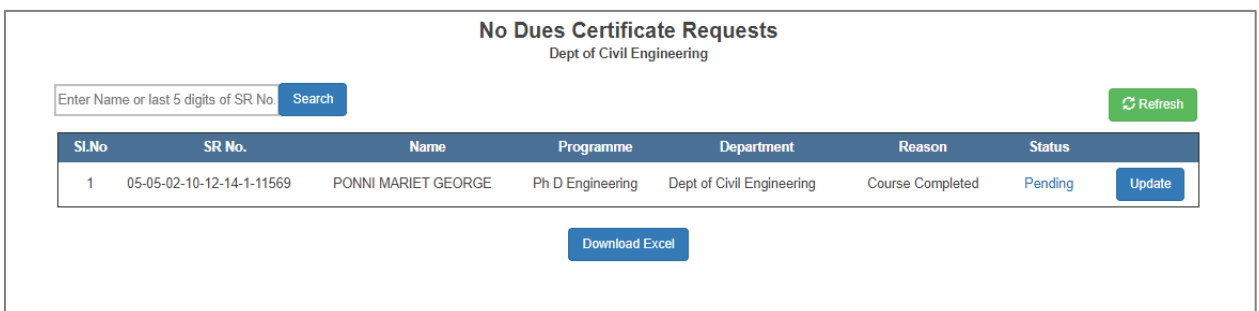 No Dues Certificate Requests
Dept of Civil Engineering
Enter Name or last 5 digits of SR No. Search
Refresh
Sl.No SR No. Name Programme Department Reason Status
1 05-05-02-10-12-14-1-11569 PONNI MARIET GEORGE Ph D Engineering Dept of Civil Engineering Course Completed Pending Update
Download Excel